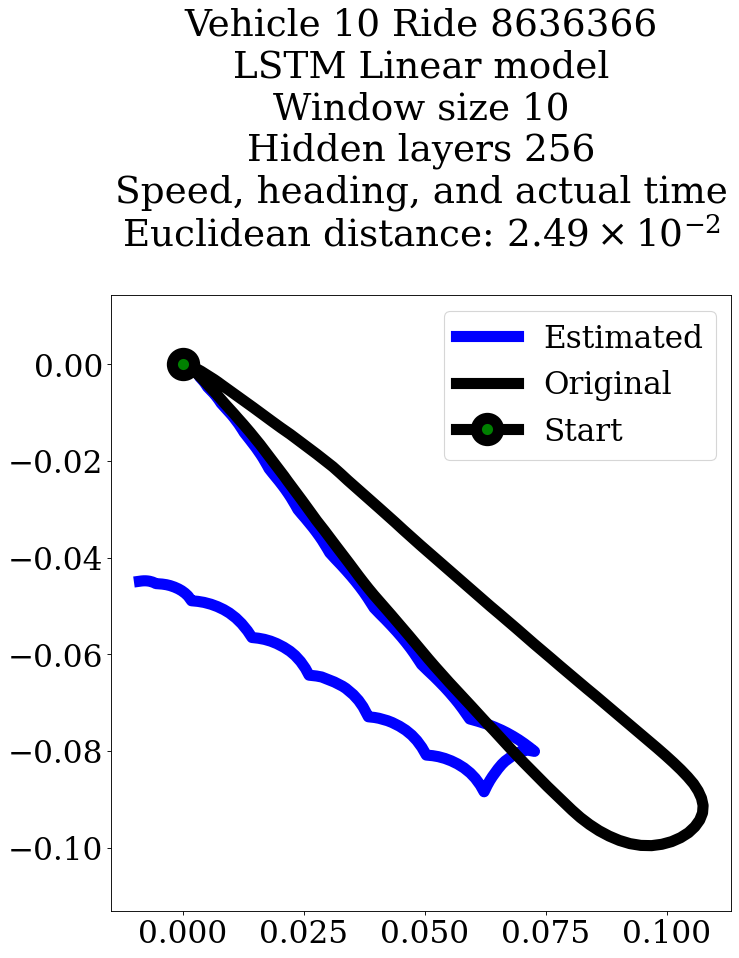 Vehicle 10 Ride 8636366
LSTM Linear model
Window size 10
Hidden layers 256
Speed, heading, and actual time
Euclidean distance: 2.49 × 10⁻²
Estimated
Original
Start
0.00
−0.02
−0.04
−0.06
−0.08
−0.10
0.000 0.025 0.050 0.075 0.100